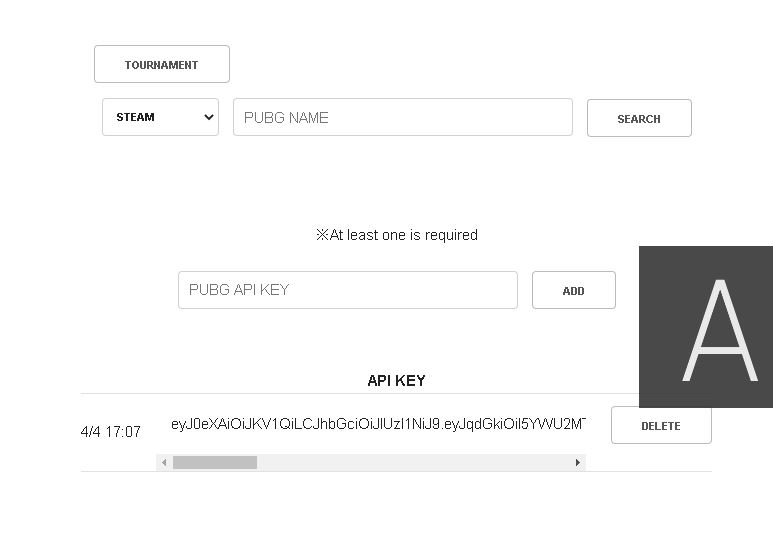 TOURNAMENT
STEAM PUBG NAME SEARCH
※At least one is required
PUBG API KEY ADD
A
API KEY
4/4 17:07 eyJ0eXAiOiJKV1QiLCJhbGciOiJIUzI1NiJ9.eyJqdGkiOiI5YWU2MT DELETE